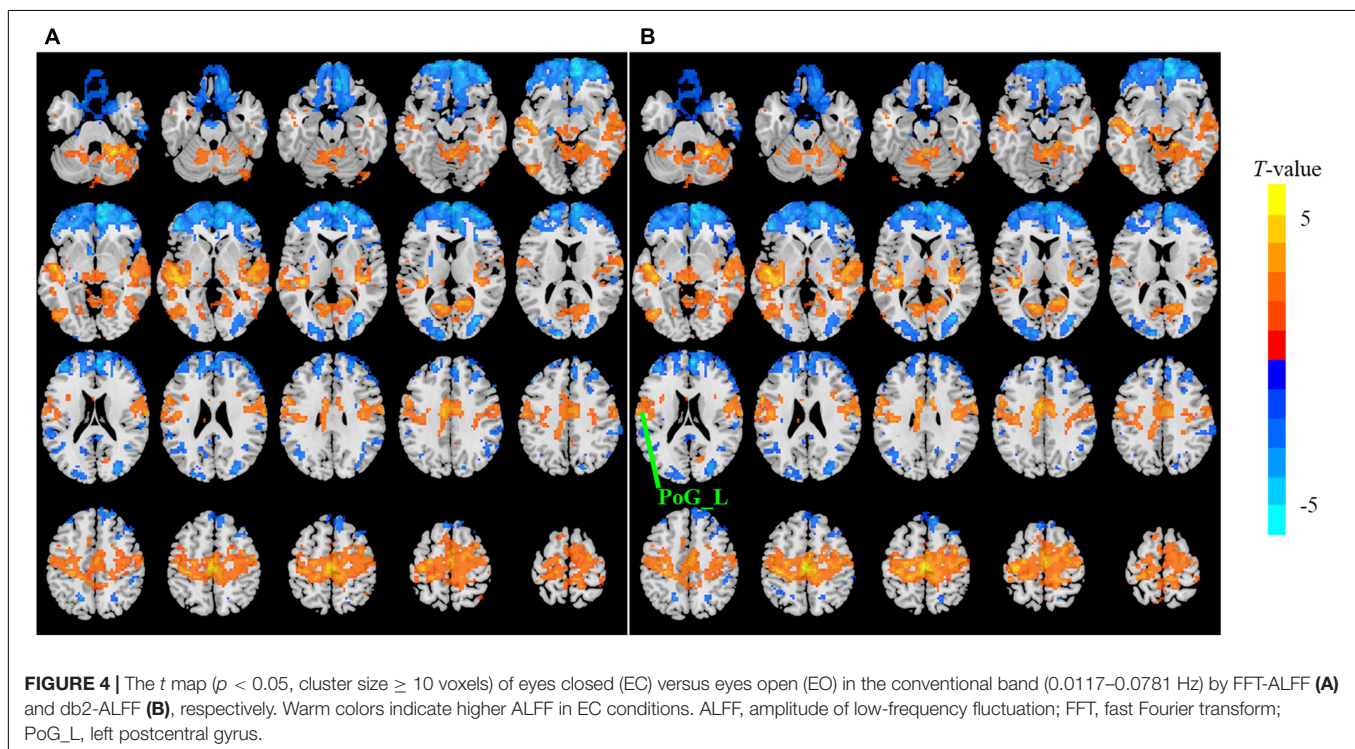 A
B
T-value
5
-5
PoG_L
FIGURE 4 | The t map (p < 0.05, cluster size ≥ 10 voxels) of eyes closed (EC) versus eyes open (EO) in the conventional band (0.0117–0.0781 Hz) by FFT-ALFF (A)
and db2-ALFF (B), respectively. Warm colors indicate higher ALFF in EC conditions. ALFF, amplitude of low-frequency fluctuation; FFT, fast Fourier transform;
PoG_L, left postcentral gyrus.